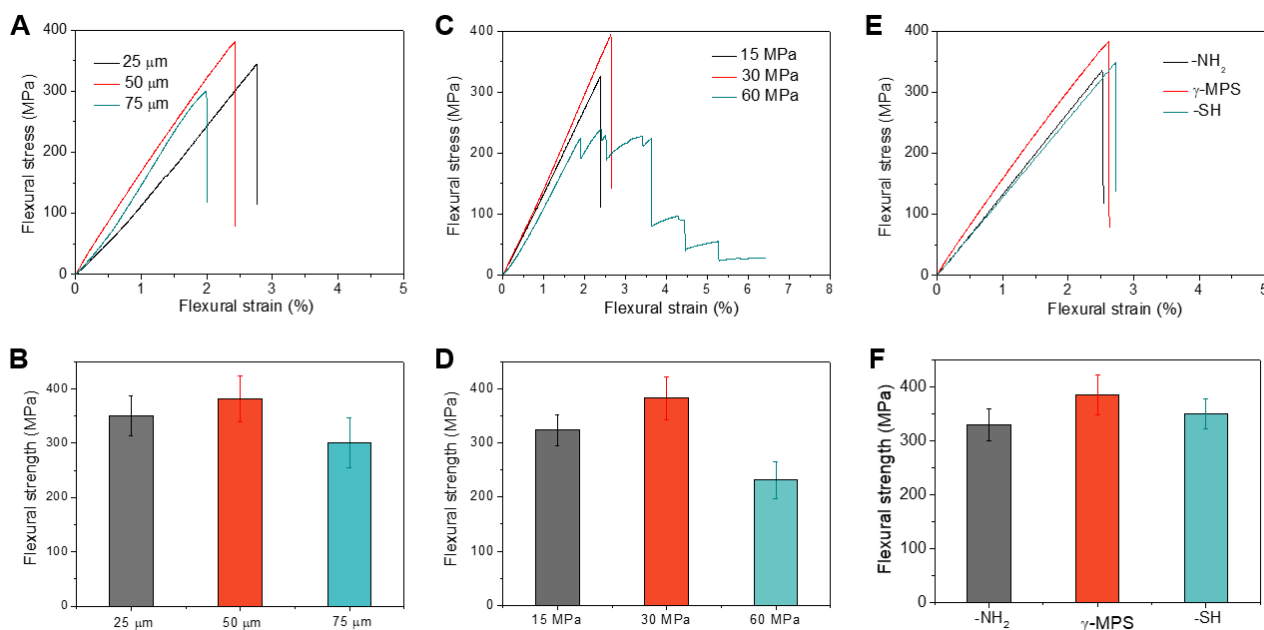 A
400
300
200
100
0
Flexural stress (MPa)
25 μm
50 μm
75 μm
0 1 2 3 4 5
Flexural strain (%)
C
400
300
200
100
0
Flexural stress (MPa)
15 MPa
30 MPa
60 MPa
0 1 2 3 4 5 6 7 8
Flexural strain (%)
E
400
300
200
100
0
Flexural stress (MPa)
-NH₂
γ-MPS
-SH
0 1 2 3 4 5
Flexural strain (%)
B
400
300
200
100
0
Flexural strength (MPa)
25 μm 50 μm 75 μm
D
400
300
200
100
0
Flexural strength (MPa)
15 MPa 30 MPa 60 MPa
F
400
300
200
100
0
Flexural strength (MPa)
-NH₂ γ-MPS -SH